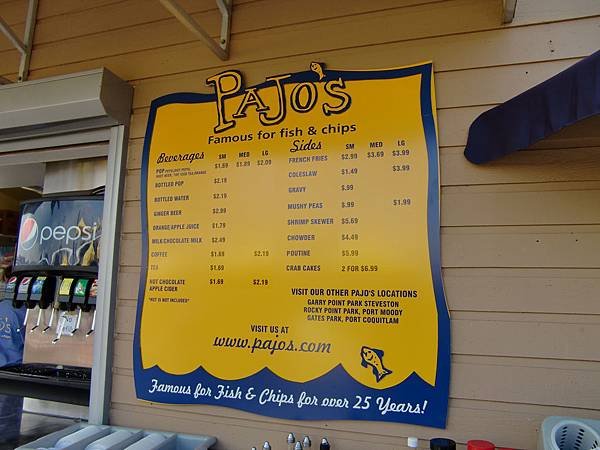 PAJO'S
Famous for fish & chips
Beverages SM MED LG
POP $1.69 $1.89 $2.09
BOTTLED POP $2.19
BOTTLED WATER $2.19
GINGER BEER $2.99
ORANGE/APPLE JUICE $1.79
MILK/CHOCOLATE MILK $2.49
COFFEE $1.69 $2.19
TEA $1.69
HOT CHOCOLATE $1.69 $2.19
APPLE CIDER
*HST IS NOT INCLUDED*
Sides SM MED LG
FRENCH FRIES $2.99 $3.69 $3.99
COLESLAW $1.49 $3.99
GRAVY $.99
MUSHY PEAS $.99 $1.99
SHRIMP SKEWER $5.69
CHOWDER $4.49
POUTINE $5.99
CRAB CAKES 2 FOR $6.99
VISIT OUR OTHER PAJO'S LOCATIONS
GARRY POINT PARK, STEVESTON
ROCKY POINT PARK, PORT MOODY
GATES PARK, PORT COQUITLAM
VISIT US AT
www.pajos.com
Famous for Fish & Chips for over 25 Years!
pepsi